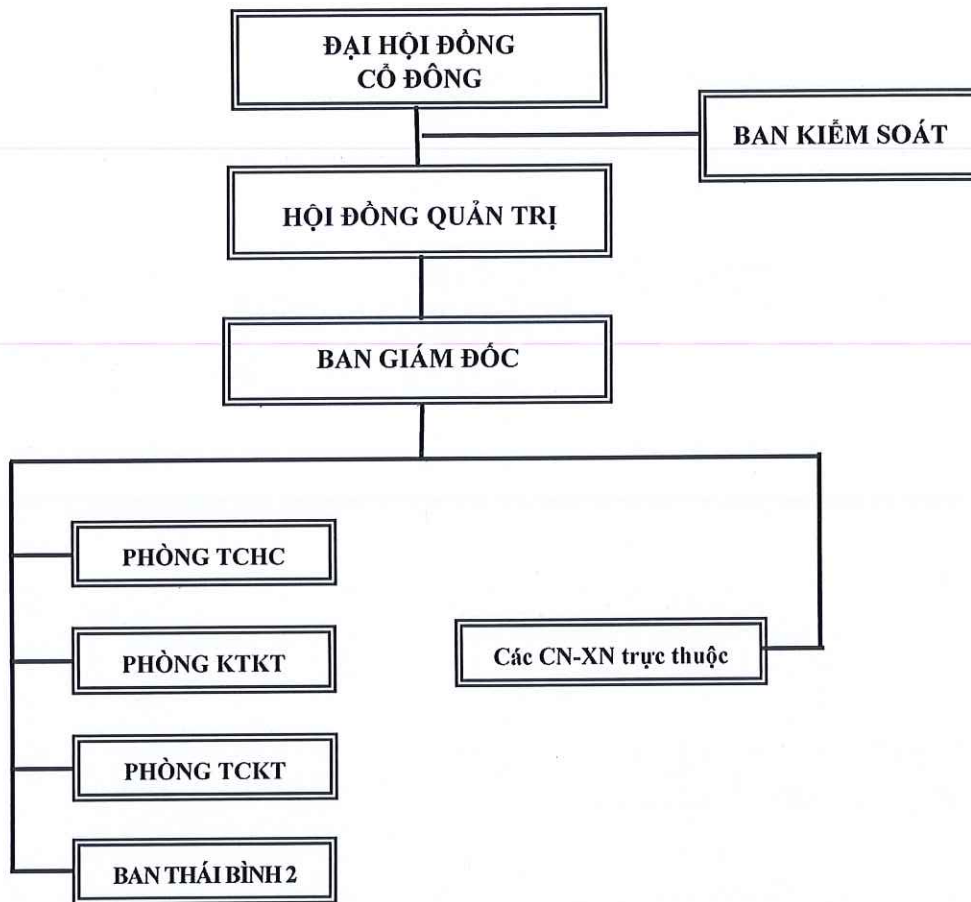 ĐẠI HỘI ĐỒNG
CỔ ĐÔNG
BAN KIỂM SOÁT
HỘI ĐỒNG QUẢN TRỊ
BAN GIÁM ĐỐC
PHÒNG TCHC
PHÒNG KTKT
Các CN-XN trực thuộc
PHÒNG TCKT
BAN THÁI BÌNH 2